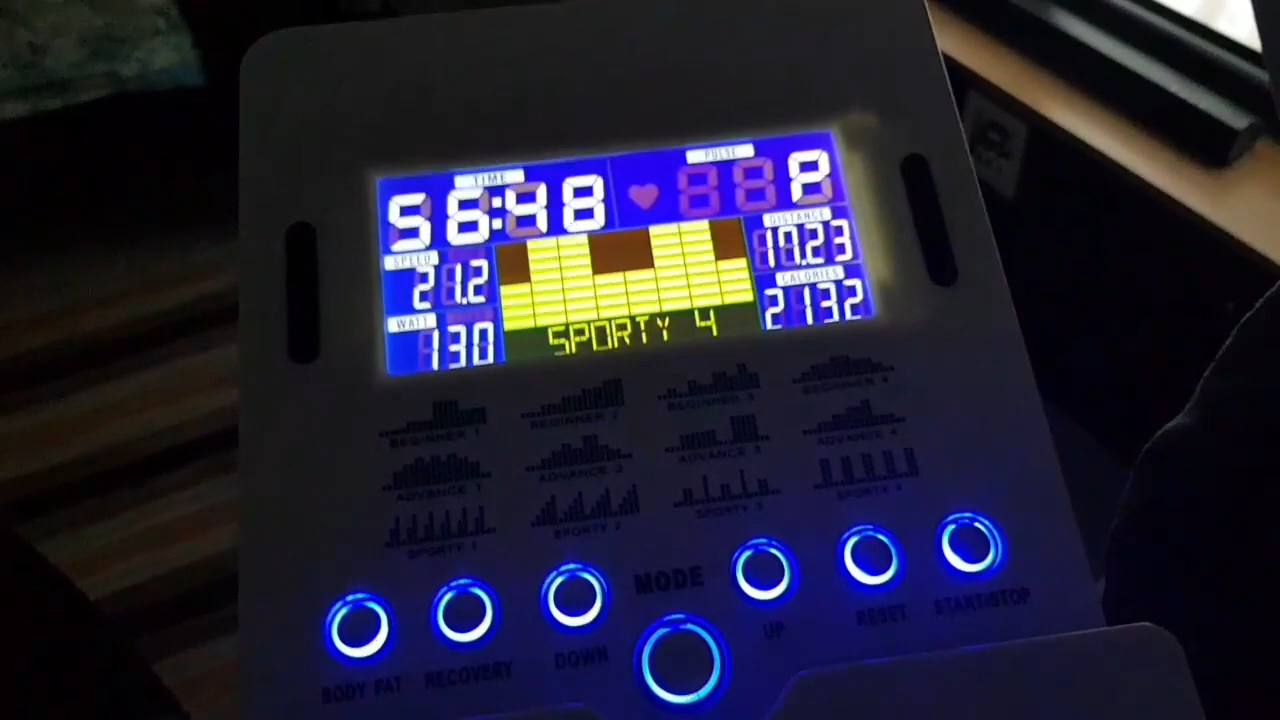 TIME PULSE
56:48 P
SPEED DISTANCE
21.2 17.23
WATT CALORIES
130 2132
SPORTY 4
BEGINNER 1 BEGINNER 2 BEGINNER 3 BEGINNER 4
ADVANCE 1 ADVANCE 2 ADVANCE 3 ADVANCE 4
SPORTY 1 SPORTY 2 SPORTY 3 SPORTY 4
MODE
BODY FAT RECOVERY DOWN UP RESET START/STOP